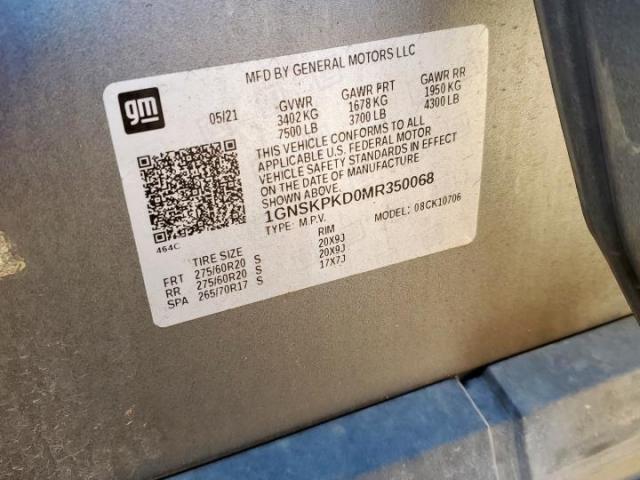 MFD BY GENERAL MOTORS LLC
gm
05/21 GVWR GAWR FRT GAWR RR
3402 KG 1678 KG 1950 KG
7500 LB 3700 LB 4300 LB
THIS VEHICLE CONFORMS TO ALL
APPLICABLE U.S. FEDERAL MOTOR
VEHICLE SAFETY STANDARDS IN EFFECT
ON THE DATE OF MANUFACTURE
SHOWN ABOVE.
1GNSKPKD0MR350068
TYPE: M.P.V. MODEL: 08CK10706
464C
TIRE SIZE RIM
FRT 275/60R20 S 20X9J
RR 275/60R20 S 20X9J
SPA 265/70R17 S 17X7J